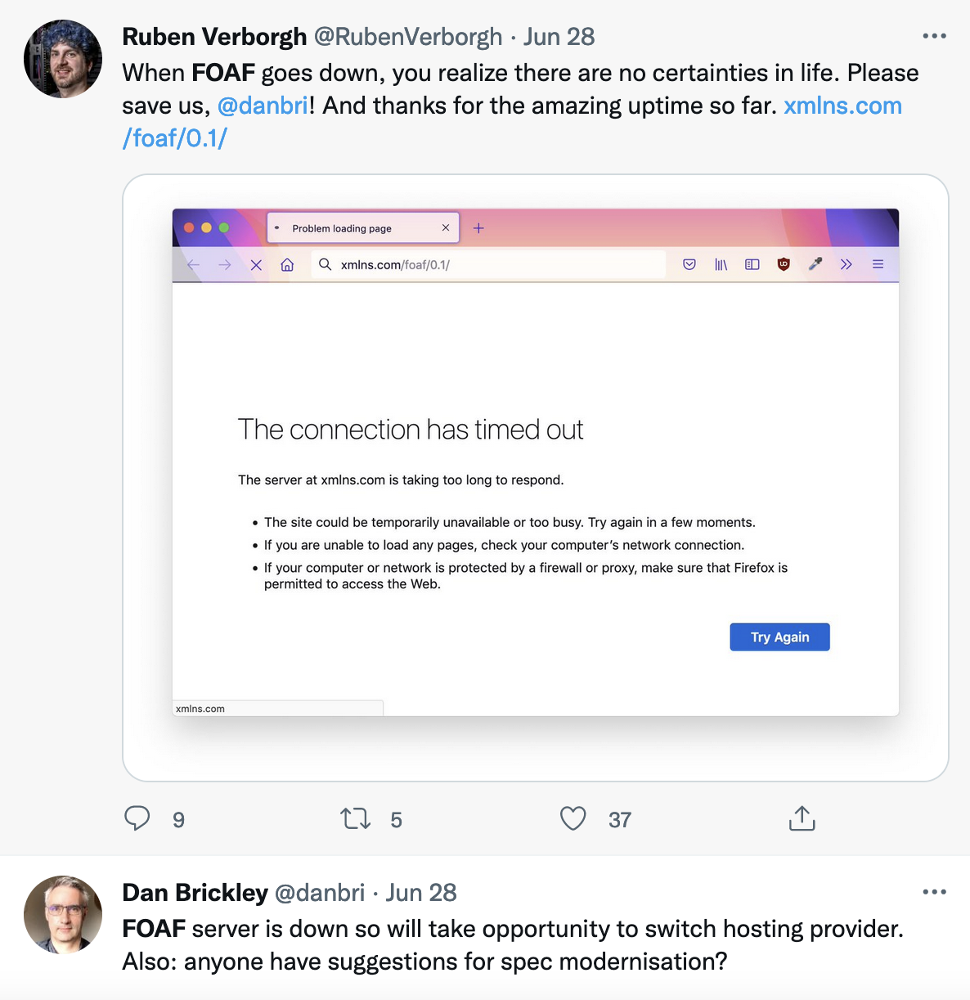 Ruben Verborgh @RubenVerborgh · Jun 28
When FOAF goes down, you realize there are no certainties in life. Please
save us, @danbri! And thanks for the amazing uptime so far. xmlns.com
/foaf/0.1/
Problem loading page
xmlns.com/foaf/0.1/
The connection has timed out
The server at xmlns.com is taking too long to respond.
• The site could be temporarily unavailable or too busy. Try again in a few moments.
• If you are unable to load any pages, check your computer’s network connection.
• If your computer or network is protected by a firewall or proxy, make sure that Firefox is
permitted to access the Web.
Try Again
xmlns.com
9 5 37
Dan Brickley @danbri · Jun 28
FOAF server is down so will take opportunity to switch hosting provider.
Also: anyone have suggestions for spec modernisation?